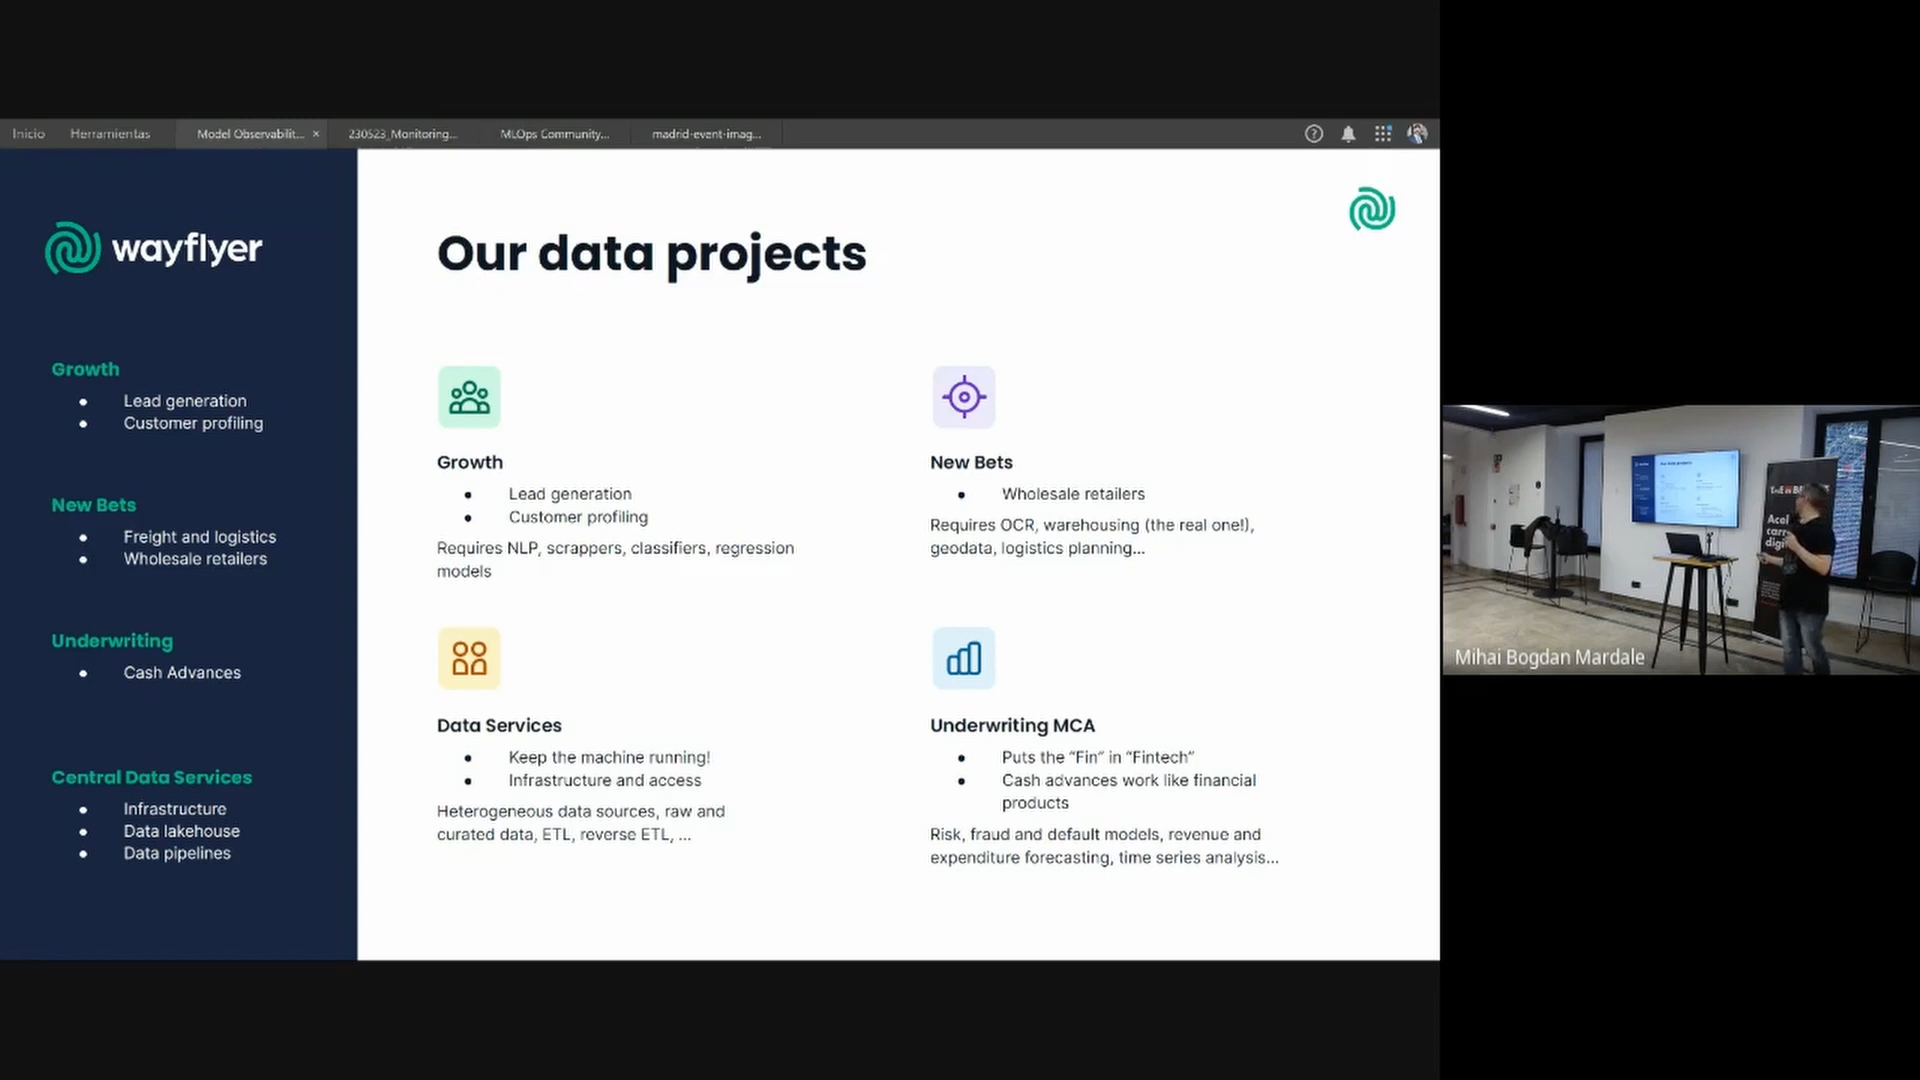 Inicio
Herramientas
Model Observabilit...
230523_Monitoring...
MLOps Community...
madrid-event-imag...
wayflyer
Growth
Lead generation
Customer profiling
New Bets
Freight and logistics
Wholesale retailers
Underwriting
Cash Advances
Central Data Services
Infrastructure
Data lakehouse
Data pipelines
Our data projects
Growth
Lead generation
Customer profiling
Requires NLP, scrappers, classifiers, regression
models
New Bets
Wholesale retailers
Requires OCR, warehousing (the real one!),
geodata, logistics planning...
Data Services
Keep the machine running!
Infrastructure and access
Heterogeneous data sources, raw and
curated data, ETL, reverse ETL, ...
Underwriting MCA
Puts the “Fin” in “Fintech”
Cash advances work like financial
products
Risk, fraud and default models, revenue and
expenditure forecasting, time series analysis...
Mihai Bogdan Mardale